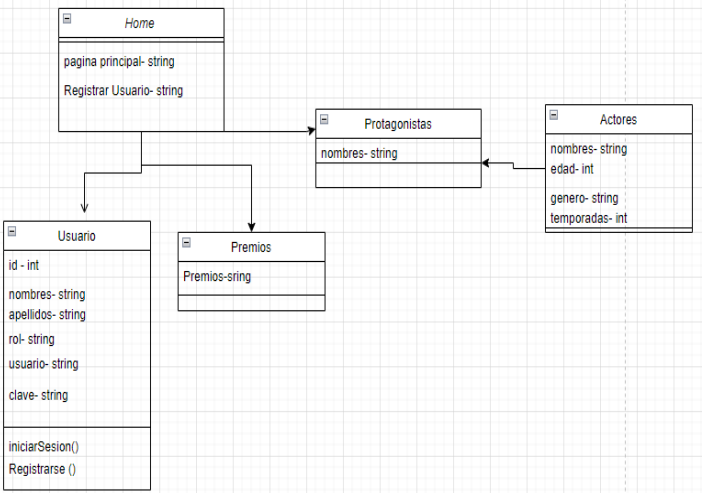 Home
pagina principal- string
Registrar Usuario- string
Protagonistas
nombres- string
Actores
nombres- string
edad- int
genero- string
temporadas- int
Usuario
id - int
nombres- string
apellidos- string
rol- string
usuario- string
clave- string
iniciarSesion()
Registrarse ()
Premios
Premios-sring